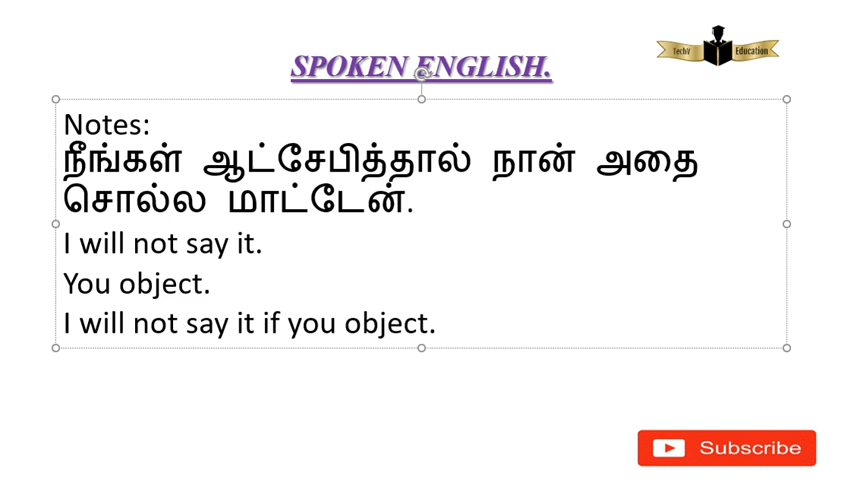 TechV Education
SPOKEN ENGLISH.
Notes:
நீங்கள் ஆட்சேபித்தால் நான் அதை
சொல்ல மாட்டேன்.
I will not say it.
You object.
I will not say it if you object.
Subscribe